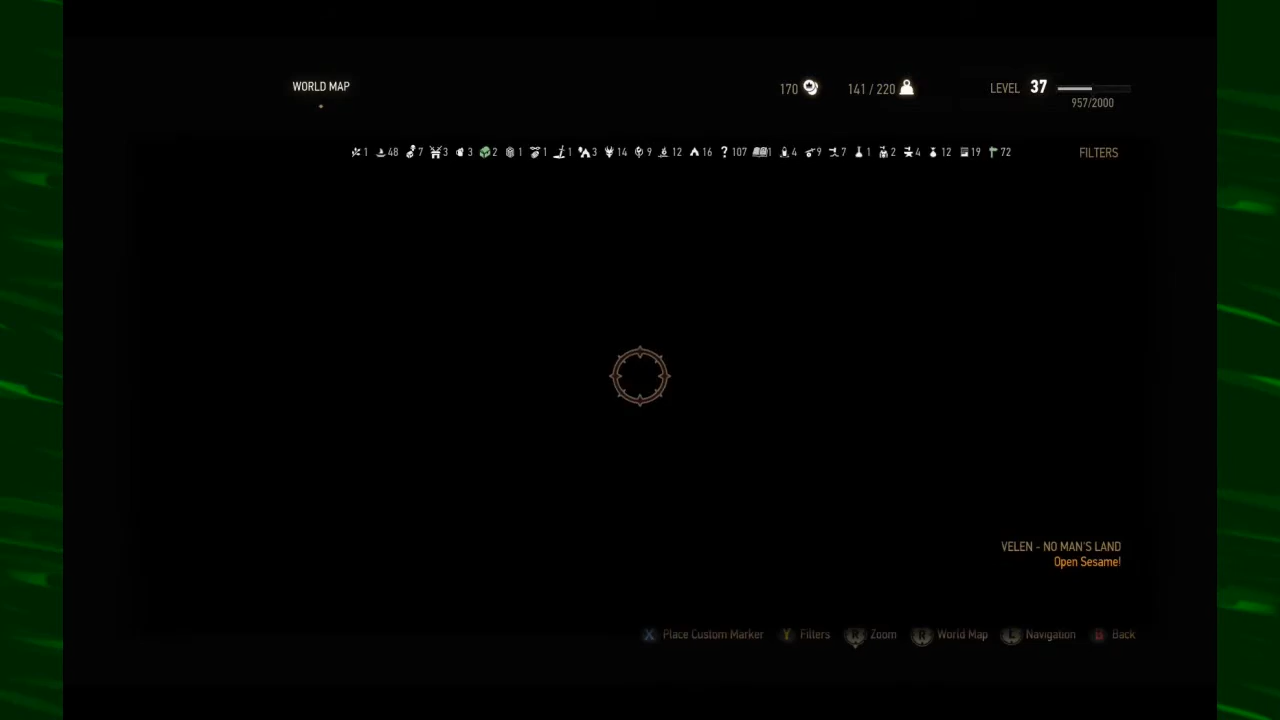 WORLD MAP
170 141 / 220 LEVEL 37
957/2000
1 48 7 3 3 2 1 1 1 3 14 9 12 16 ? 107 1 4 9 7 1 2 4 12 19 72 FILTERS
VELEN - NO MAN'S LAND
Open Sesame!
X Place Custom Marker Y Filters R Zoom R World Map L Navigation B Back